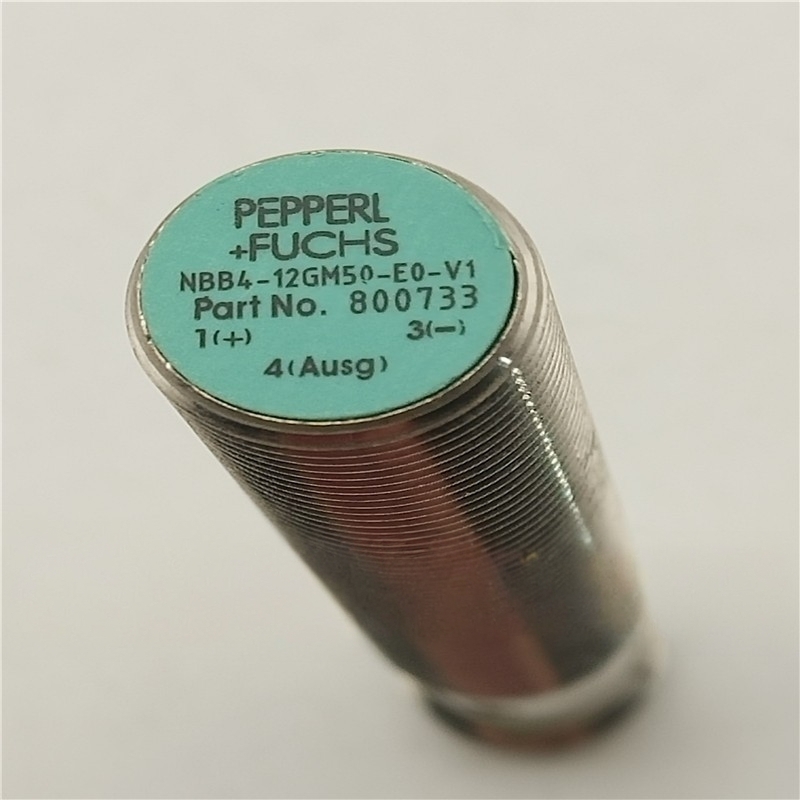 PEPPERL
+FUCHS
NBB4-12GM50-E0-V1
Part No. 800733
1(+) 3(−)
4(Ausg)